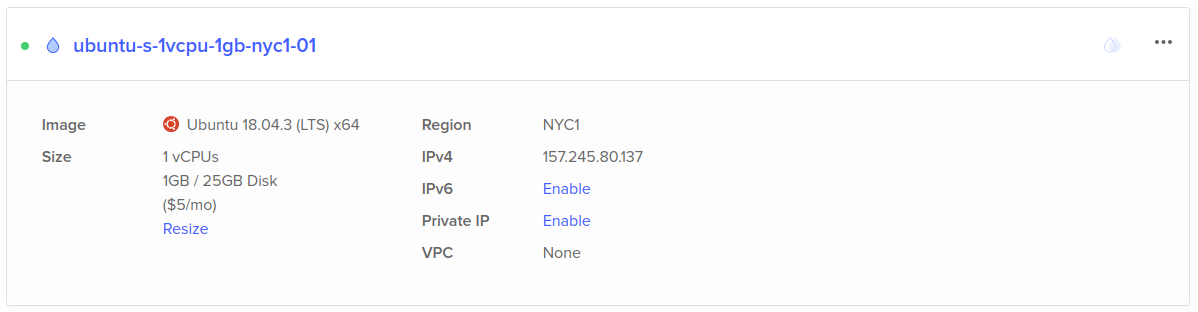 ubuntu-s-1vcpu-1gb-nyc1-01
Image Ubuntu 18.04.3 (LTS) x64
Size 1 vCPUs
1GB / 25GB Disk
($5/mo)
Resize
Region NYC1
IPv4 157.245.80.137
IPv6 Enable
Private IP Enable
VPC None